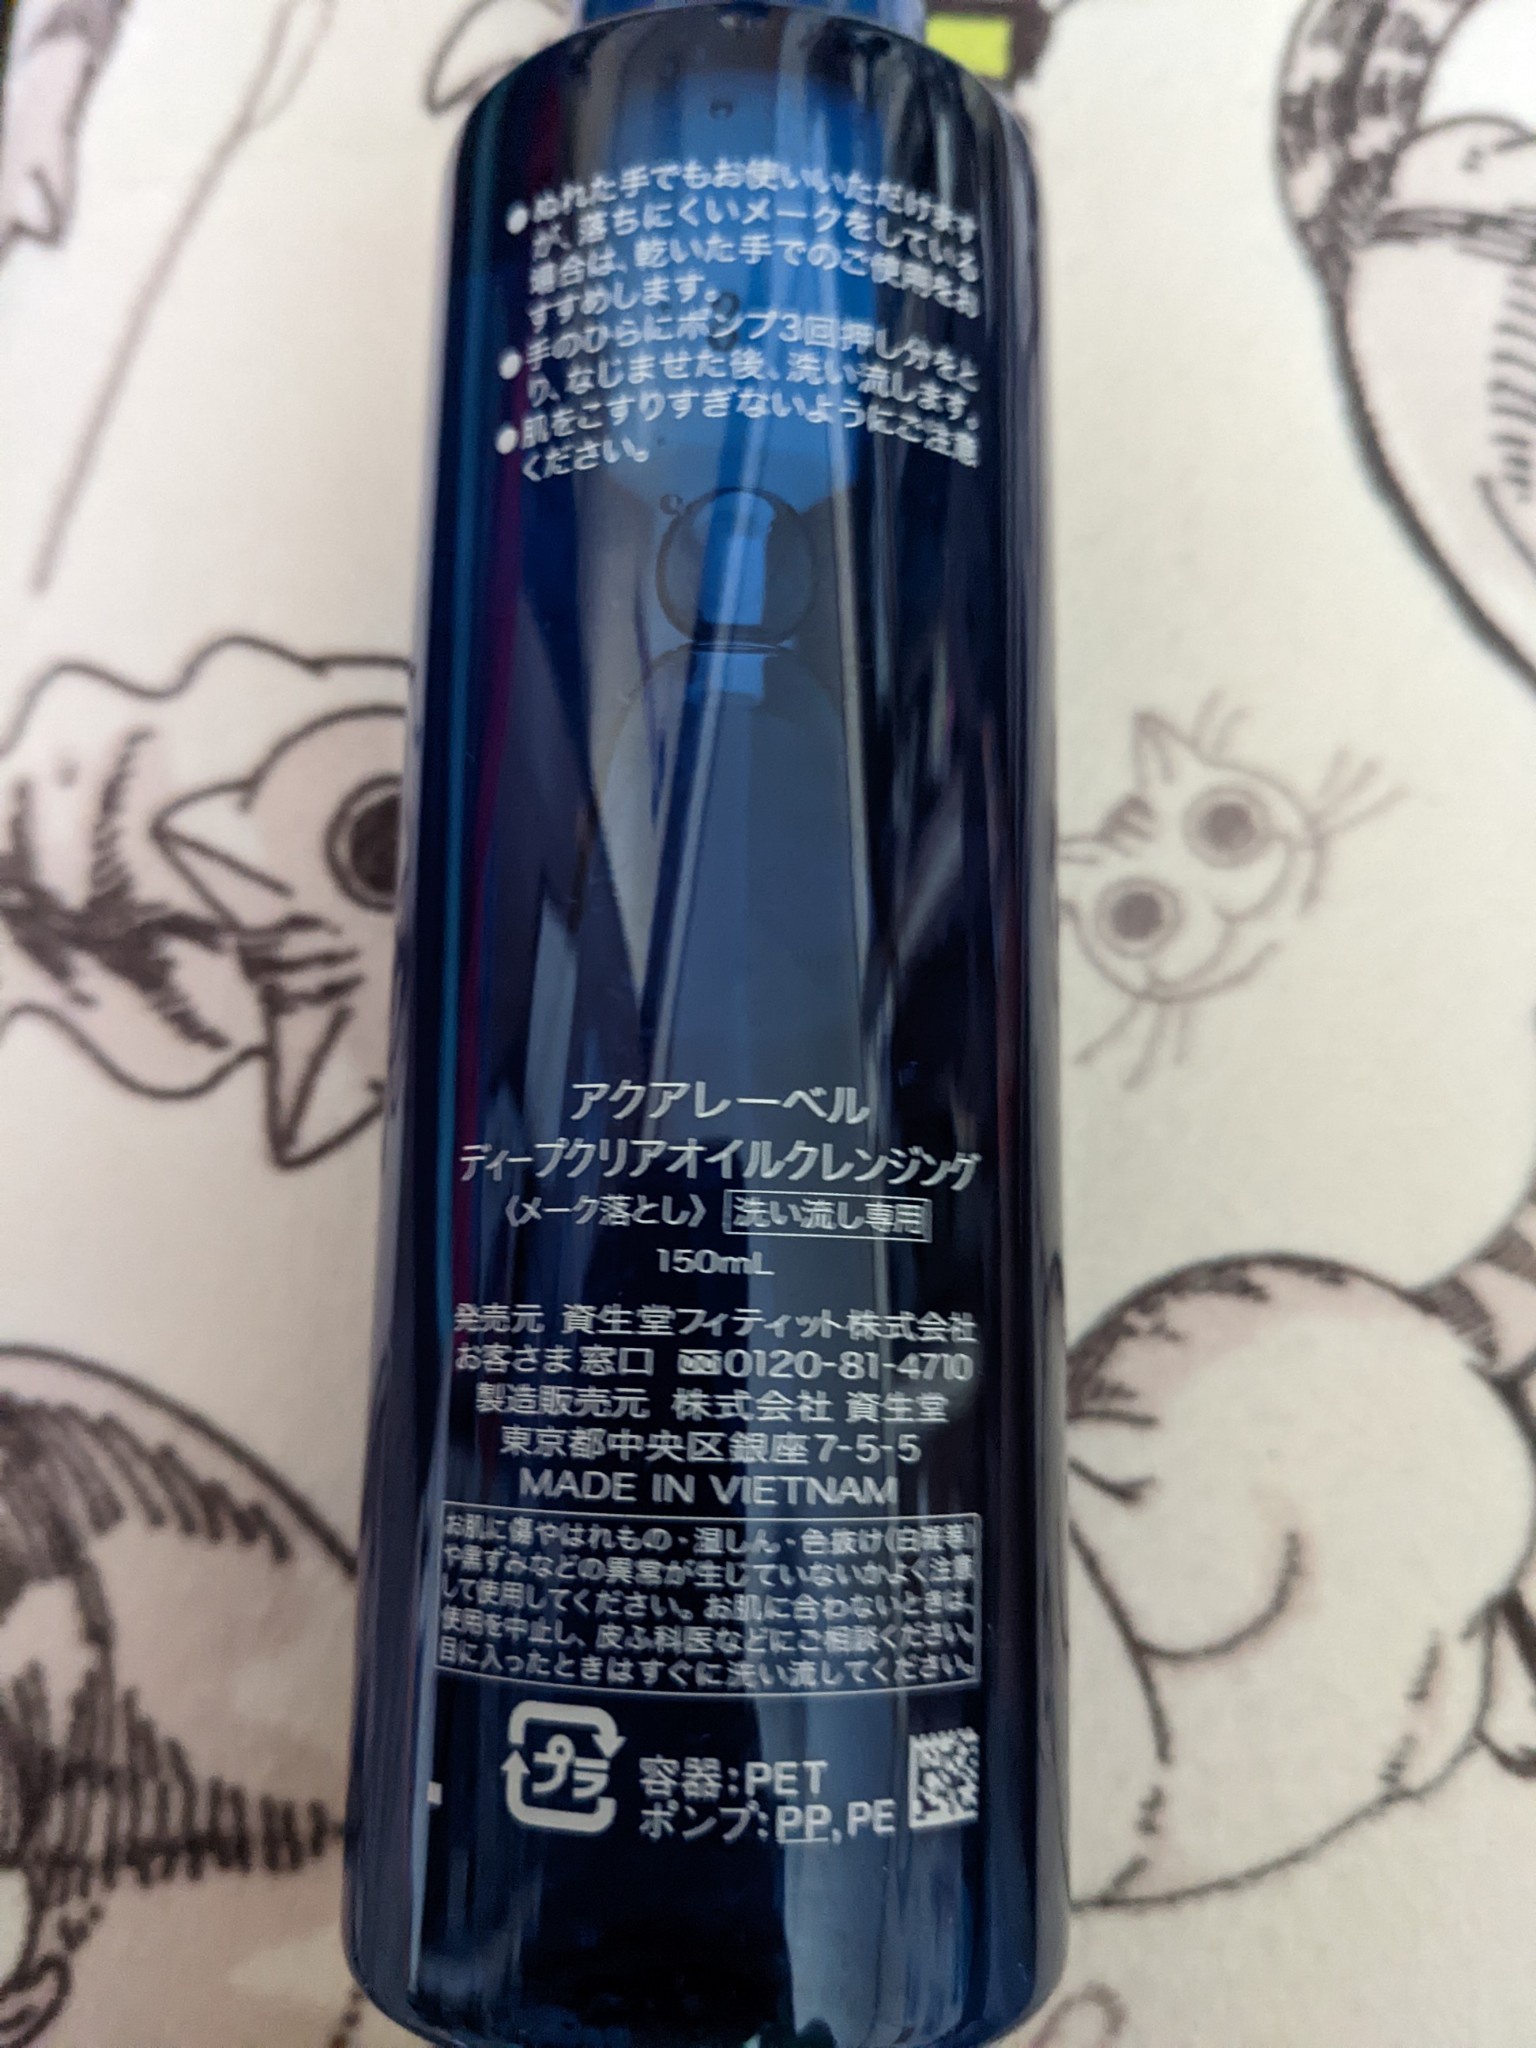 ●ぬれた手でもお使いいただけます
が、落ちにくいメークをしている
場合は、乾いた手でのご使用をお
すすめします。
●手のひらにポンプ3回押し分をと
り、なじませた後、洗い流します。
●肌をこすりすぎないようにご注意
ください。
アクアレーベル
ディープクリアオイルクレンジング
〈メーク落とし〉 洗い流し専用
150mL
発売元 資生堂フィティット株式会社
お客さま窓口 0120-81-4710
製造販売元 株式会社 資生堂
東京都中央区銀座7-5-5
MADE IN VIETNAM
お肌に傷やはれもの・湿しん・色抜け(白斑等)
や黒ずみなどの異常が生じていないかよく注意
して使用してください。お肌に合わないときは、
使用を中止し、皮ふ科医などにご相談ください。
目に入ったときはすぐに洗い流してください。
プラ
容器:PET
ポンプ:PP,PE